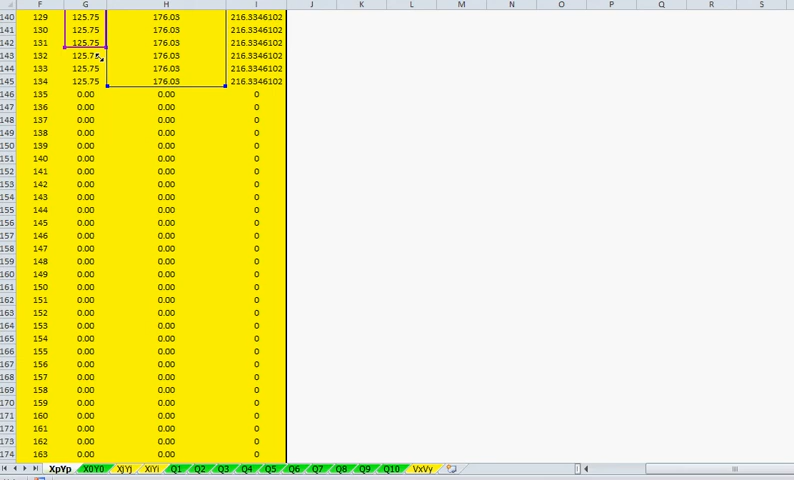 F G H I J K L M N O P Q R S
140 129 125.75 176.03 216.3346102
141 130 125.75 176.03 216.3346102
142 131 125.75 176.03 216.3346102
143 132 176.03 216.3346102
144 133 125.75 176.03 216.3346102
145 134 125.75 176.03 216.3346102
146 135 0.00 0.00 0
147 136 0.00 0.00 0
148 137 0.00 0.00 0
149 138 0.00 0.00 0
150 139 0.00 0.00 0
151 140 0.00 0.00 0
152 141 0.00 0.00 0
153 142 0.00 0.00 0
154 143 0.00 0.00 0
155 144 0.00 0.00 0
156 145 0.00 0.00 0
157 146 0.00 0.00 0
158 147 0.00 0.00 0
159 148 0.00 0.00 0
160 149 0.00 0.00 0
161 150 0.00 0.00 0
162 151 0.00 0.00 0
163 152 0.00 0.00 0
164 153 0.00 0.00 0
165 154 0.00 0.00 0
166 155 0.00 0.00 0
167 156 0.00 0.00 0
168 157 0.00 0.00 0
169 158 0.00 0.00 0
170 159 0.00 0.00 0
171 160 0.00 0.00 0
172 161 0.00 0.00 0
173 162 0.00 0.00 0
174 163 0.00 0.00 0
XpYp X0Y0 XjYj XiYi Q1 Q2 Q3 Q4 Q5 Q6 Q7 Q8 Q9 Q10 VxVy